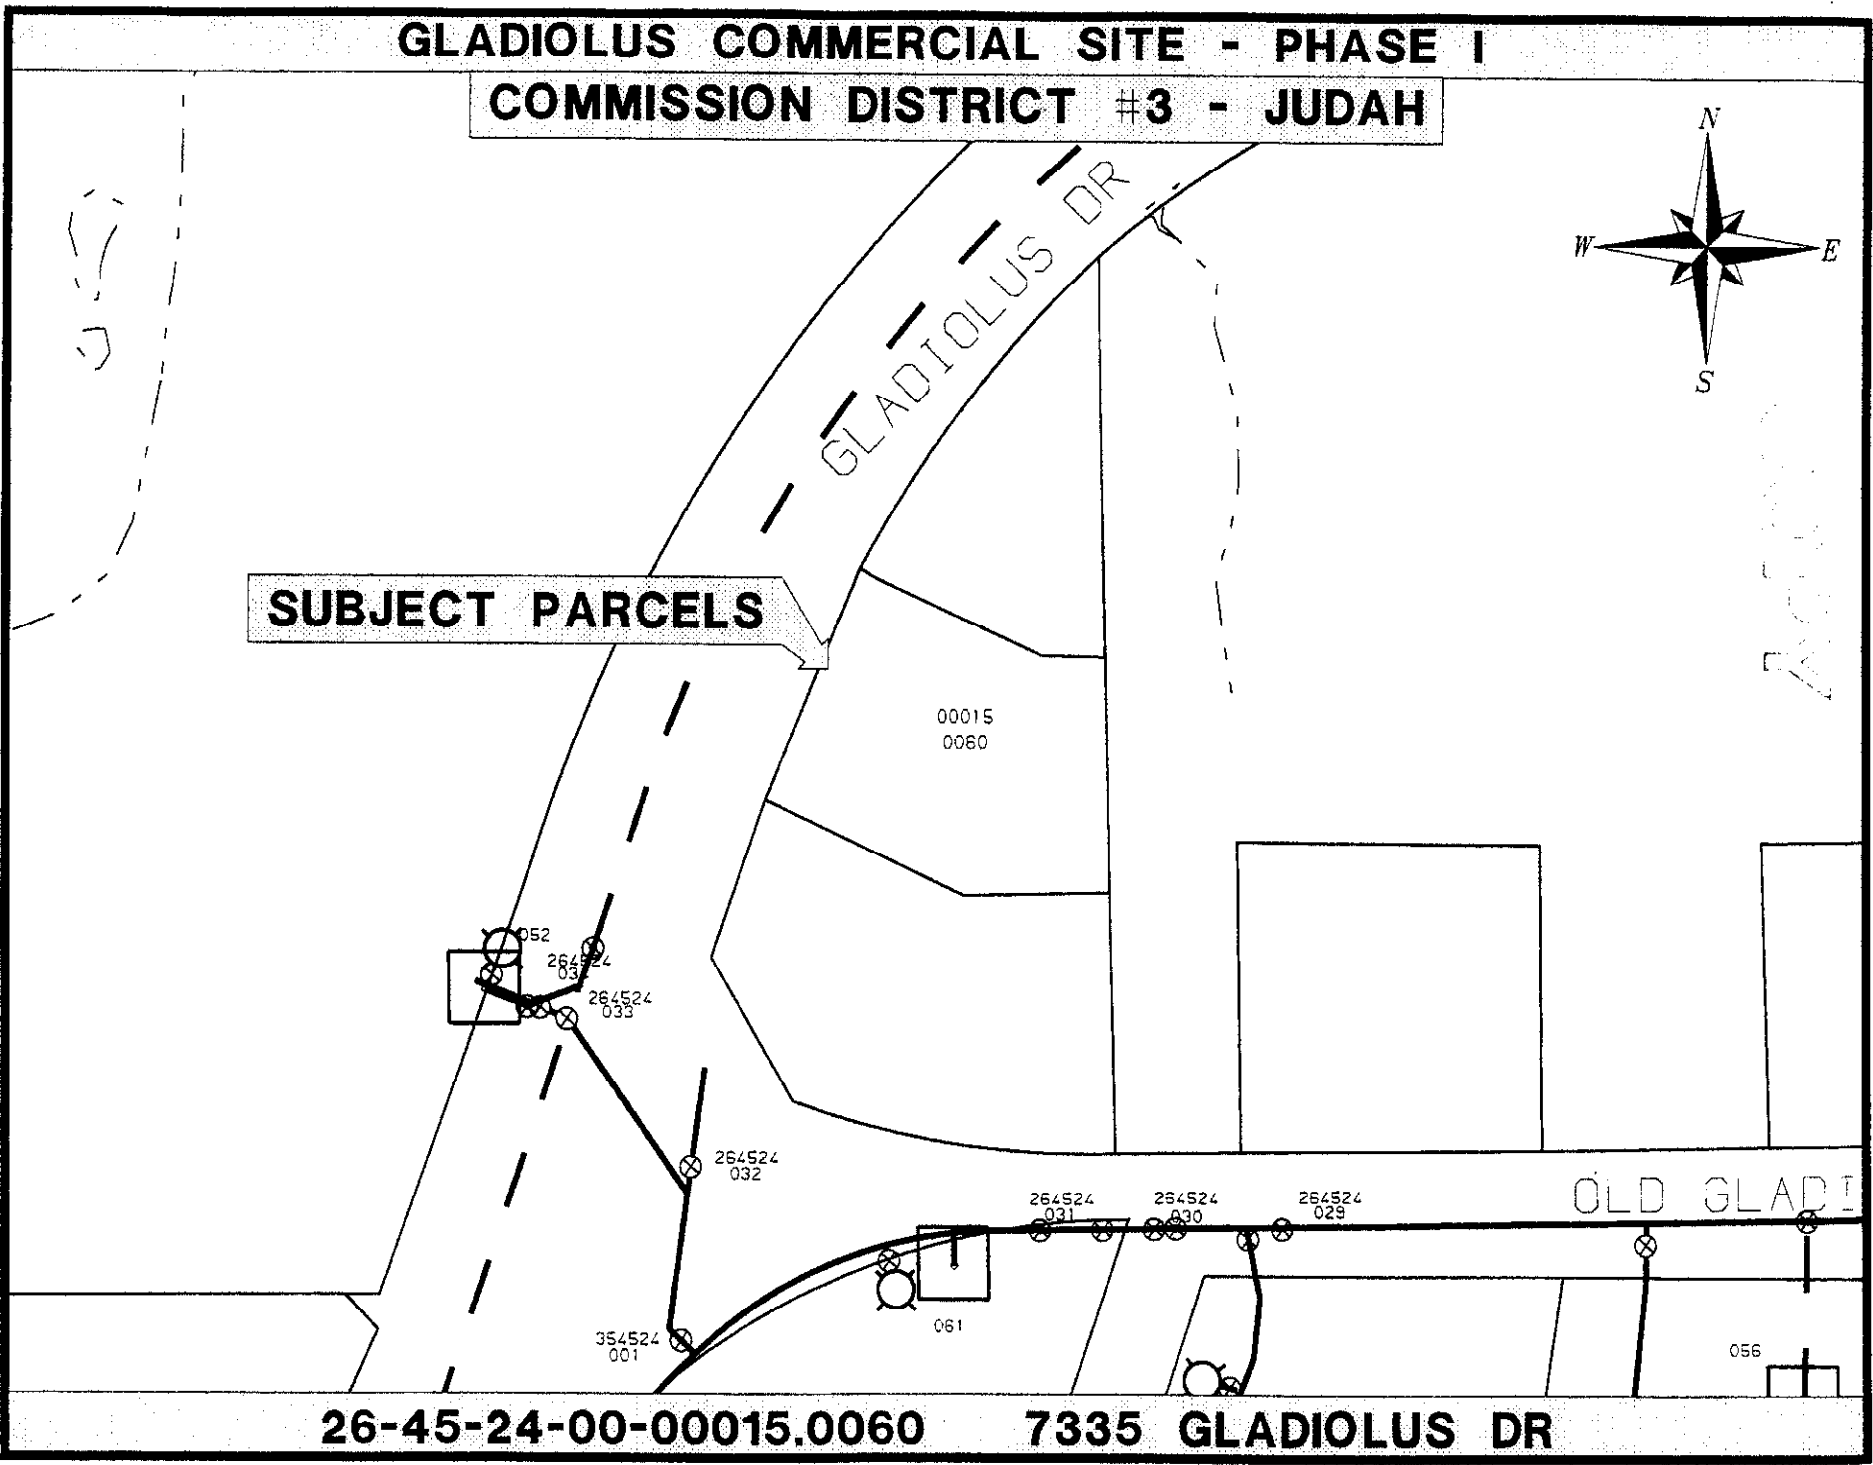 GLADIOLUS COMMERCIAL SITE - PHASE I
COMMISSION DISTRICT #3 - JUDAH
N
W
E
S
GLADIOLUS DR
SUBJECT PARCELS
00015
0060
052
264524
264524
033
264524
032
264524
031
264524
030
264524
029
OLD GLADI
061
354524
001
056
26-45-24-00-00015.0060 7335 GLADIOLUS DR